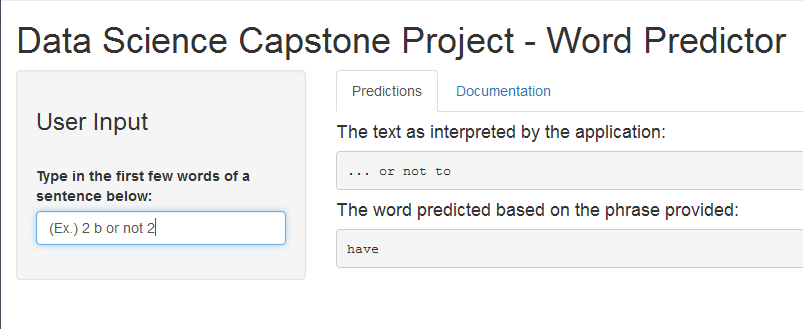 Data Science Capstone Project - Word Predictor
User Input
Type in the first few words of a
sentence below:
(Ex.) 2 b or not 2
Predictions
Documentation
The text as interpreted by the application:
... or not to
The word predicted based on the phrase provided:
have